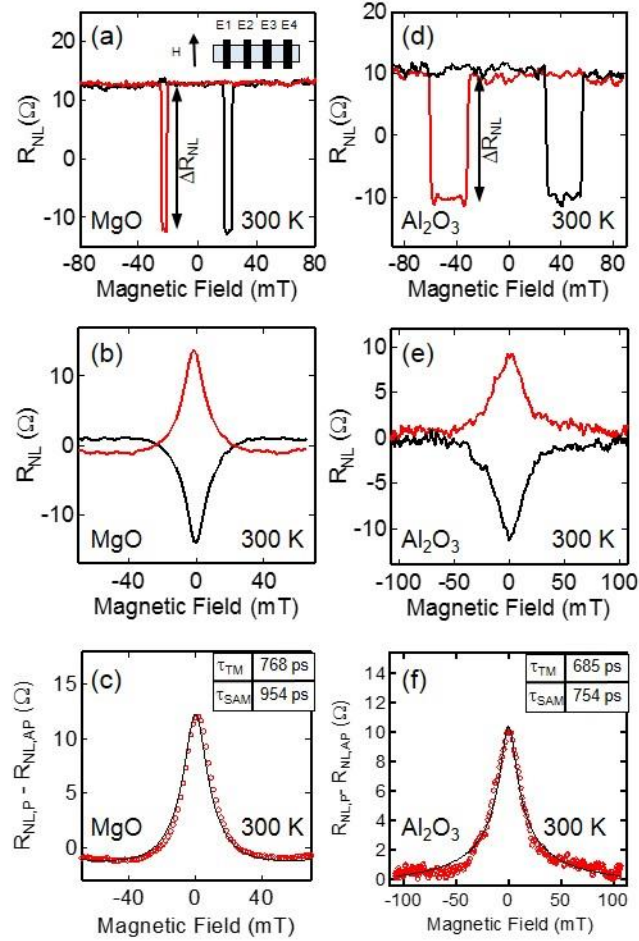 (a)
H
E1 E2 E3 E4
20
10
0
-10
R_NL (Ω)
ΔR_NL
MgO
300 K
-80 -40 0 40 80
Magnetic Field (mT)
(d)
20
10
0
-10
R_NL (Ω)
ΔR_NL
Al₂O₃
300 K
-80 -40 0 40 80
Magnetic Field (mT)
(b)
10
0
-10
R_NL (Ω)
MgO
300 K
-40 0 40
Magnetic Field (mT)
(e)
10
5
0
-5
-10
R_NL (Ω)
Al₂O₃
300 K
-100 -50 0 50 100
Magnetic Field (mT)
(c)
τ_TM 768 ps
τ_SAM 954 ps
15
10
5
0
R_NL,P - R_NL,AP (Ω)
MgO
300 K
-40 0 40
Magnetic Field (mT)
(f)
τ_TM 685 ps
τ_SAM 754 ps
14
12
10
8
6
4
2
0
R_NL,P- R_NL,AP (Ω)
Al₂O₃
300 K
-100 -50 0 50 100
Magnetic Field (mT)